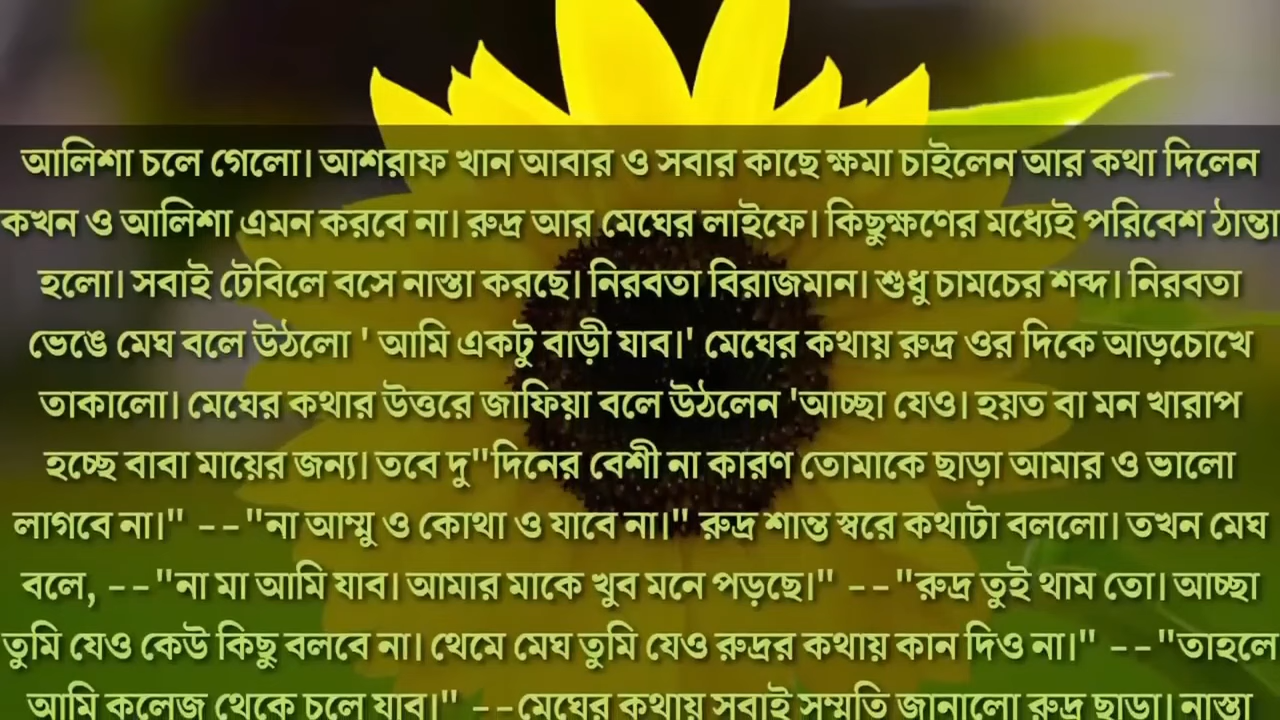 আলিশা চলে গেলো। আশরাফ খান আবার ও সবার কাছে ক্ষমা চাইলেন আর কথা দিলেন
কখন ও আলিশা এমন করবে না। রুদ্র আর মেঘের লাইফে। কিছুক্ষণের মধ্যেই পরিবেশ ঠান্তা
হলো। সবাই টেবিলে বসে নাস্তা করছে। নিরবতা বিরাজমান। শুধু চামচের শব্দ। নিরবতা
ভেঙে মেঘ বলে উঠলো ' আমি একটু বাড়ী যাব।' মেঘের কথায় রুদ্র ওর দিকে আড়চোখে
তাকালো। মেঘের কথার উত্তরে জাফিয়া বলে উঠলেন 'আচ্ছা যেও। হয়ত বা মন খারাপ
হচ্ছে বাবা মায়ের জন্য। তবে দু"দিনের বেশী না কারণ তোমাকে ছাড়া আমার ও ভালো
লাগবে না।" --"না আম্মু ও কোথা ও যাবে না।" রুদ্র শান্ত স্বরে কথাটা বললো। তখন মেঘ
বলে, --"না মা আমি যাব। আমার মাকে খুব মনে পড়ছে।" --"রুদ্র তুই থাম তো। আচ্ছা
তুমি যেও কেউ কিছু বলবে না। থেমে মেঘ তুমি যেও রুদ্রর কথায় কান দিও না।" --"তাহলে
আমি কলেজ থেকে চলে যাব।" --মেঘের কথায় সবাই সম্মতি জানালো রুদ্র ছাড়া। নাস্তা